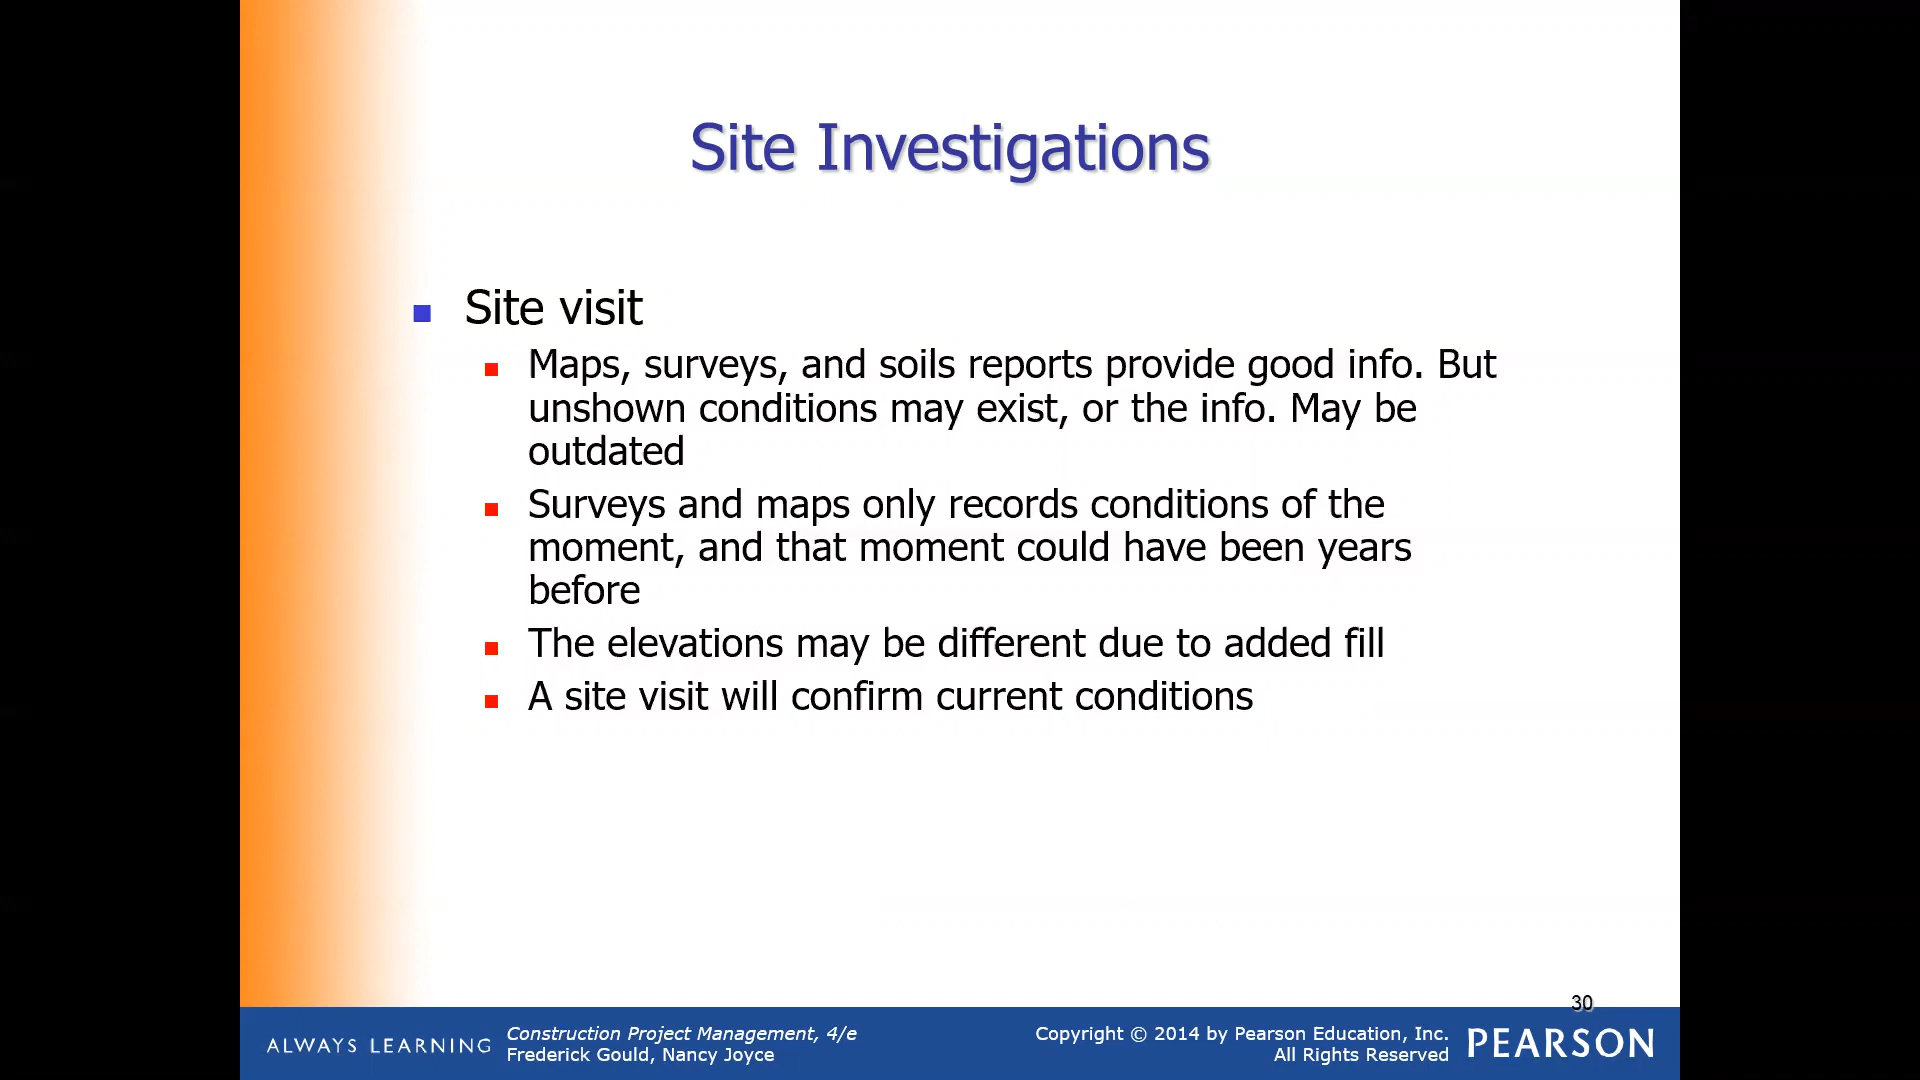 Site Investigations
Site visit
Maps, surveys, and soils reports provide good info. But
unshown conditions may exist, or the info. May be
outdated
Surveys and maps only records conditions of the
moment, and that moment could have been years
before
The elevations may be different due to added fill
A site visit will confirm current conditions
30
ALWAYS LEARNING
Construction Project Management, 4/e
Frederick Gould, Nancy Joyce
Copyright © 2014 by Pearson Education, Inc.
All Rights Reserved
PEARSON